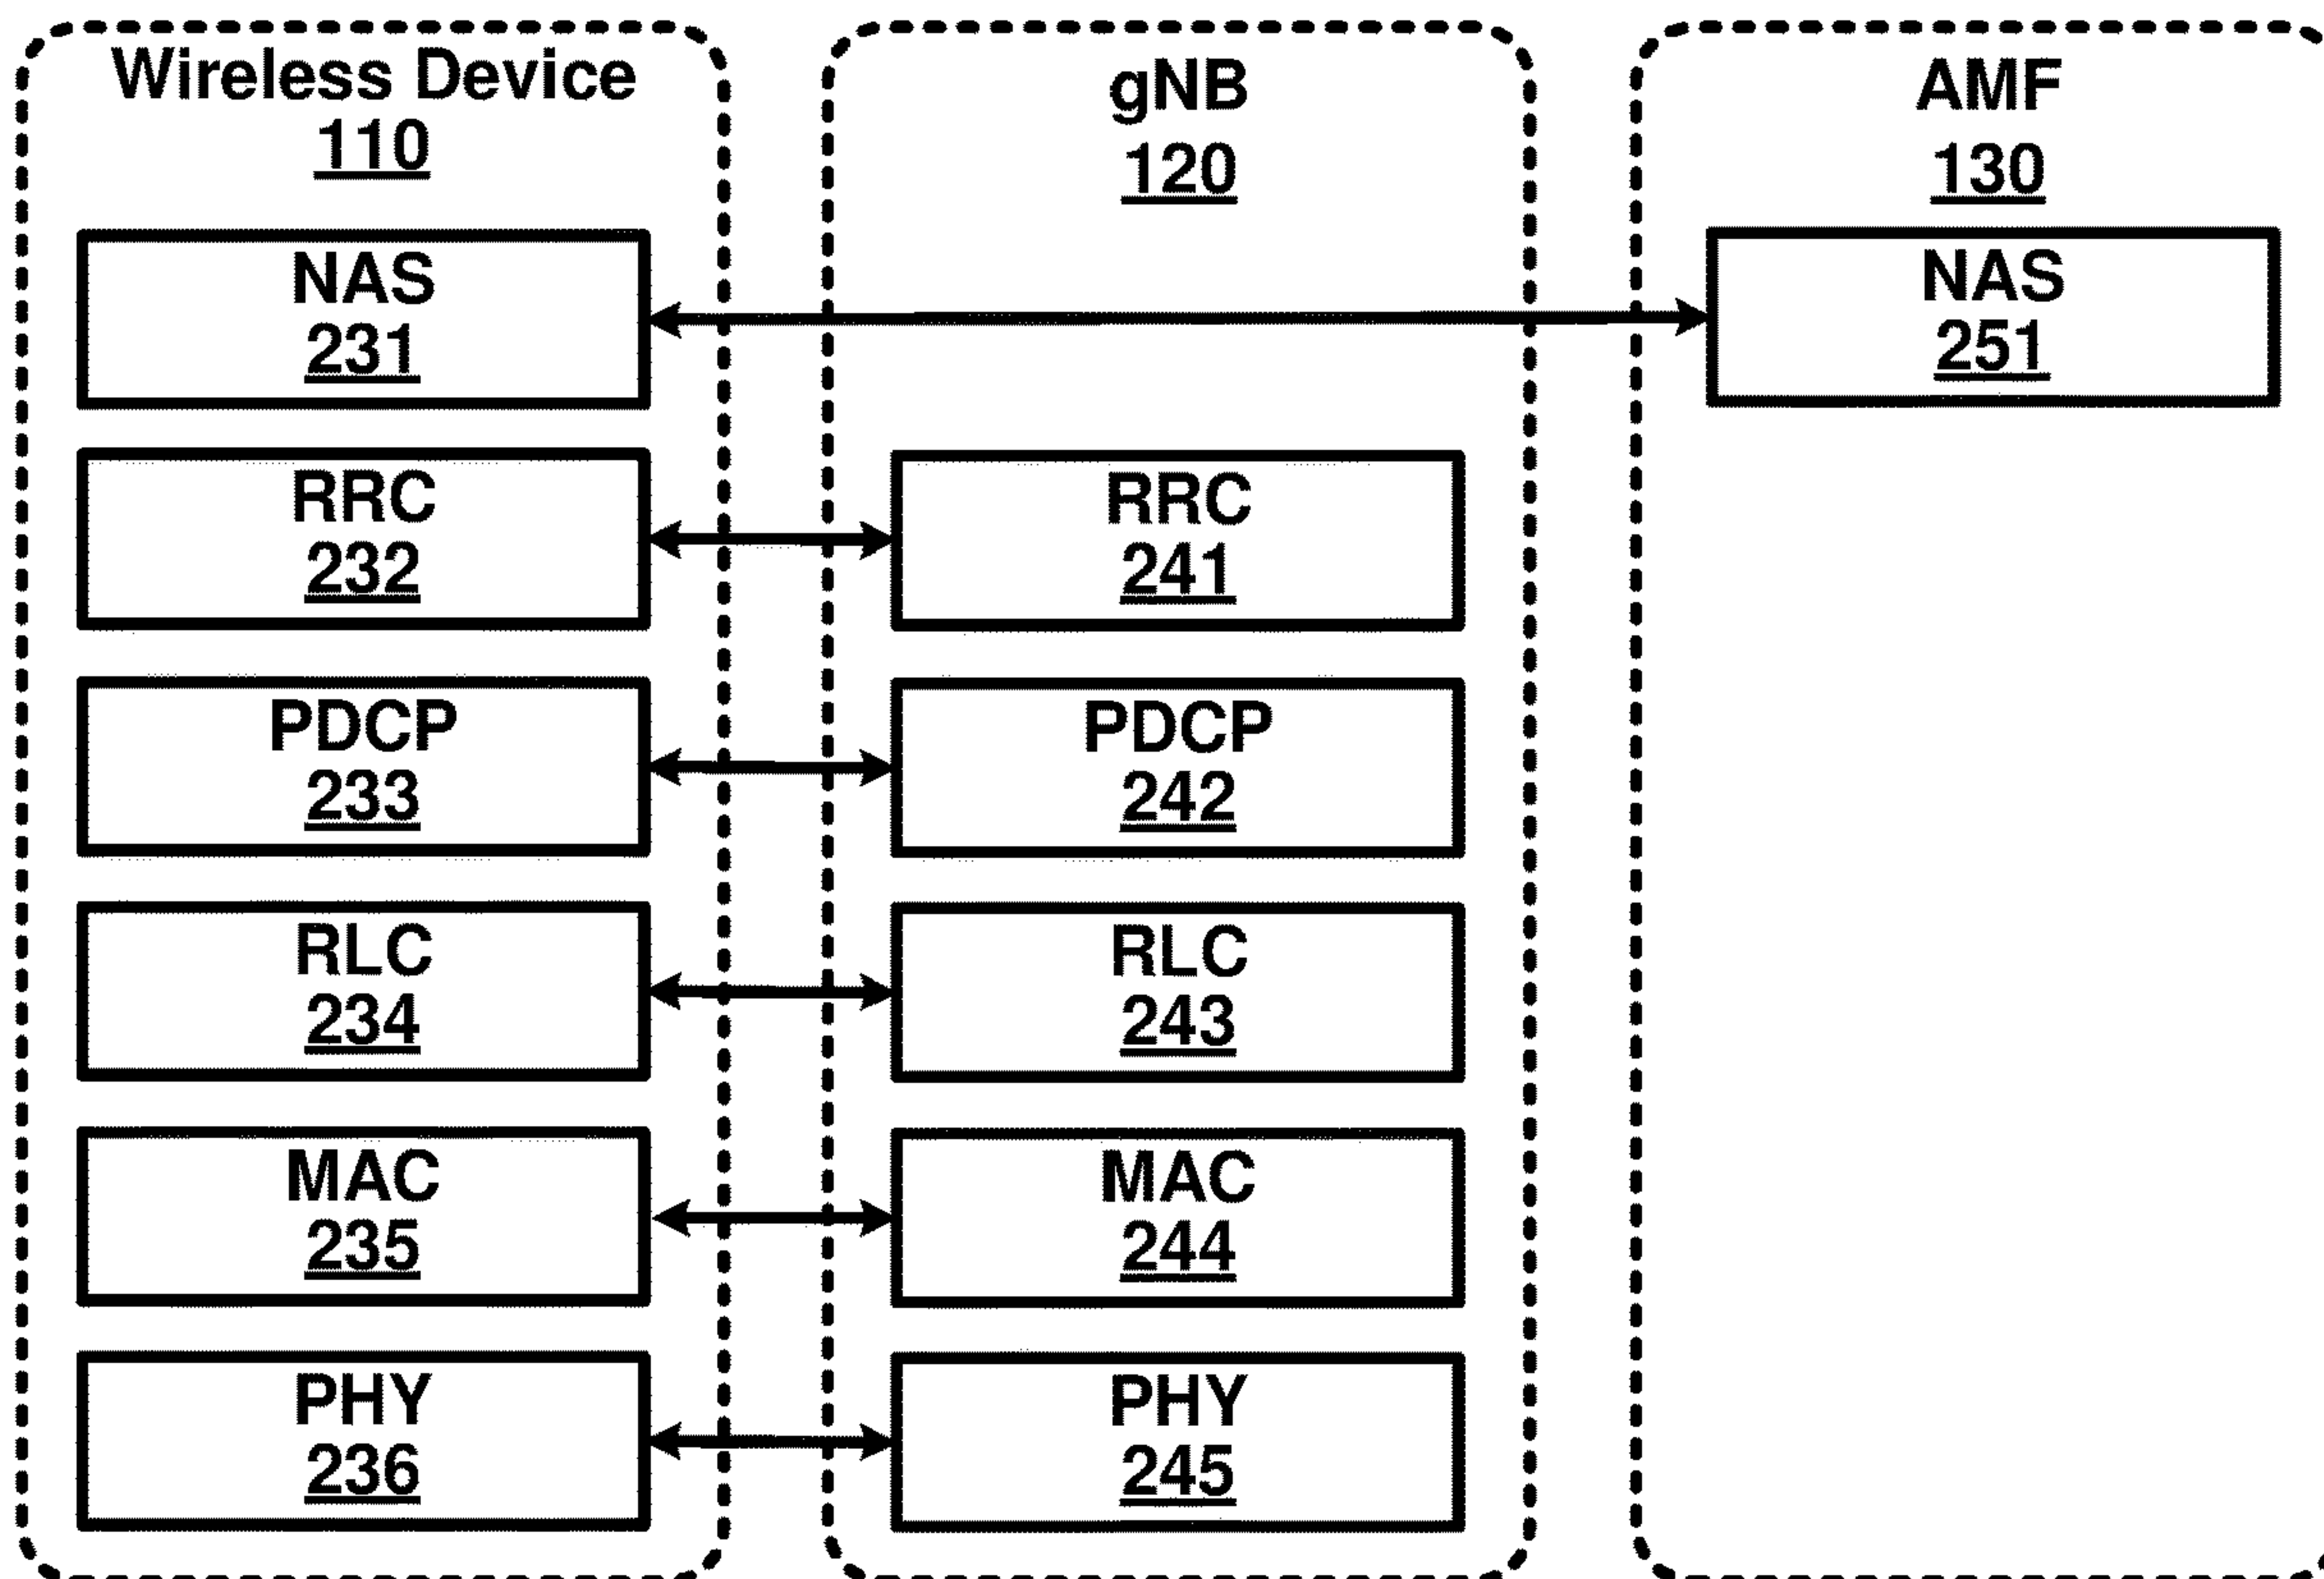 Wireless Device
110
gNB
120
AMF
130
NAS
231
NAS
251
RRC
232
RRC
241
PDCP
233
PDCP
242
RLC
234
RLC
243
MAC
235
MAC
244
PHY
236
PHY
245